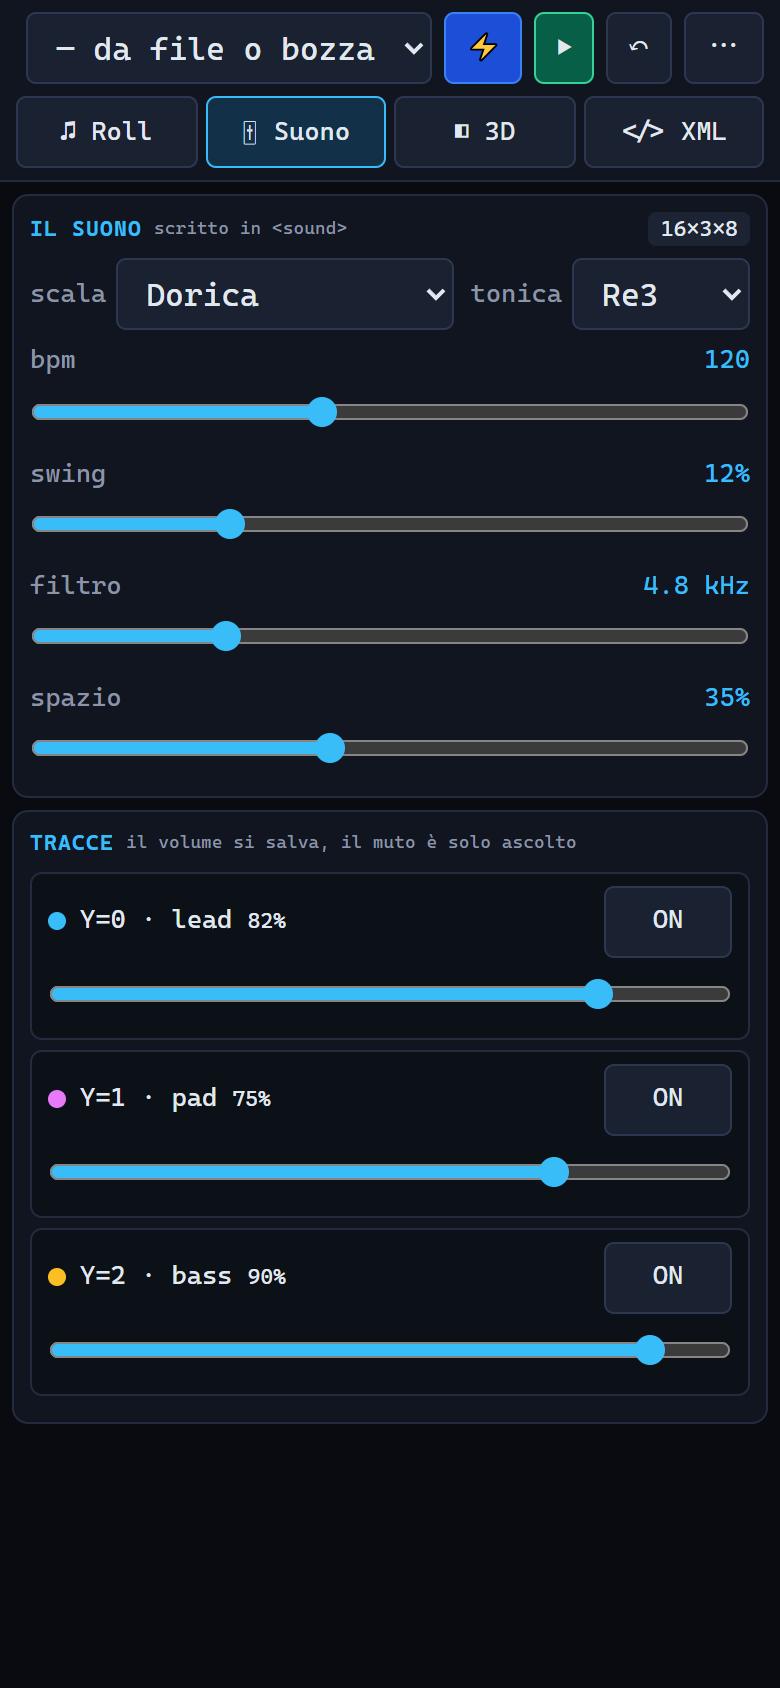 — da file o bozza ⚡ ▶ ⤺ ⋯
♫ Roll 🎚 Suono ◧ 3D </> XML
IL SUONO scritto in <sound> 16×3×8
scala Dorica tonica Re3
bpm 120
swing 12%
filtro 4.8 kHz
spazio 35%
TRACCE il volume si salva, il muto è solo ascolto
Y=0 · lead 82% ON
Y=1 · pad 75% ON
Y=2 · bass 90% ON